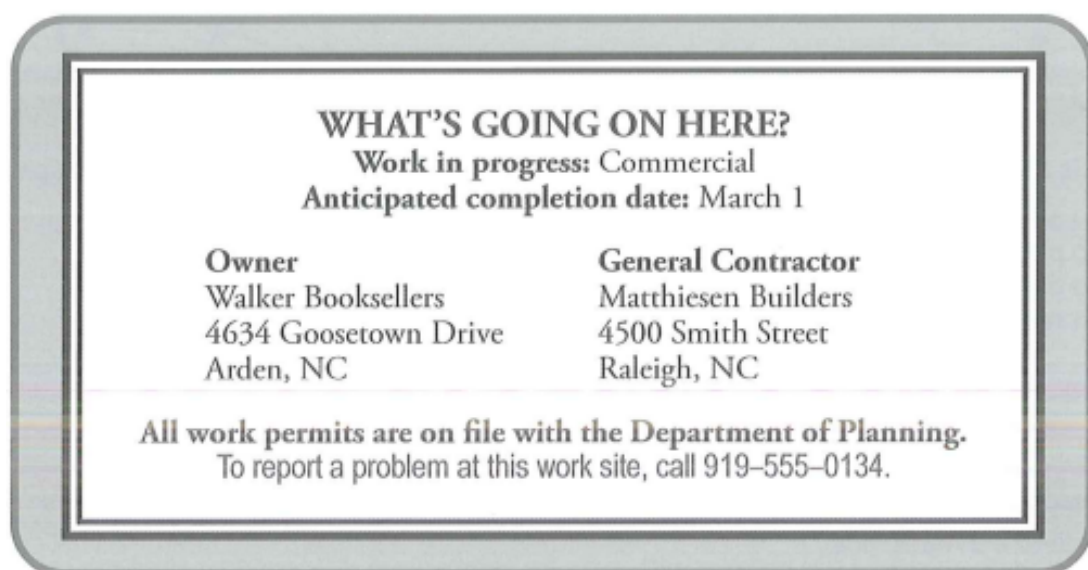 WHAT'S GOING ON HERE?
Work in progress: Commercial
Anticipated completion date: March 1
Owner
Walker Booksellers
4634 Goosetown Drive
Arden, NC
General Contractor
Matthiesen Builders
4500 Smith Street
Raleigh, NC
All work permits are on file with the Department of Planning.
To report a problem at this work site, call 919–555–0134.